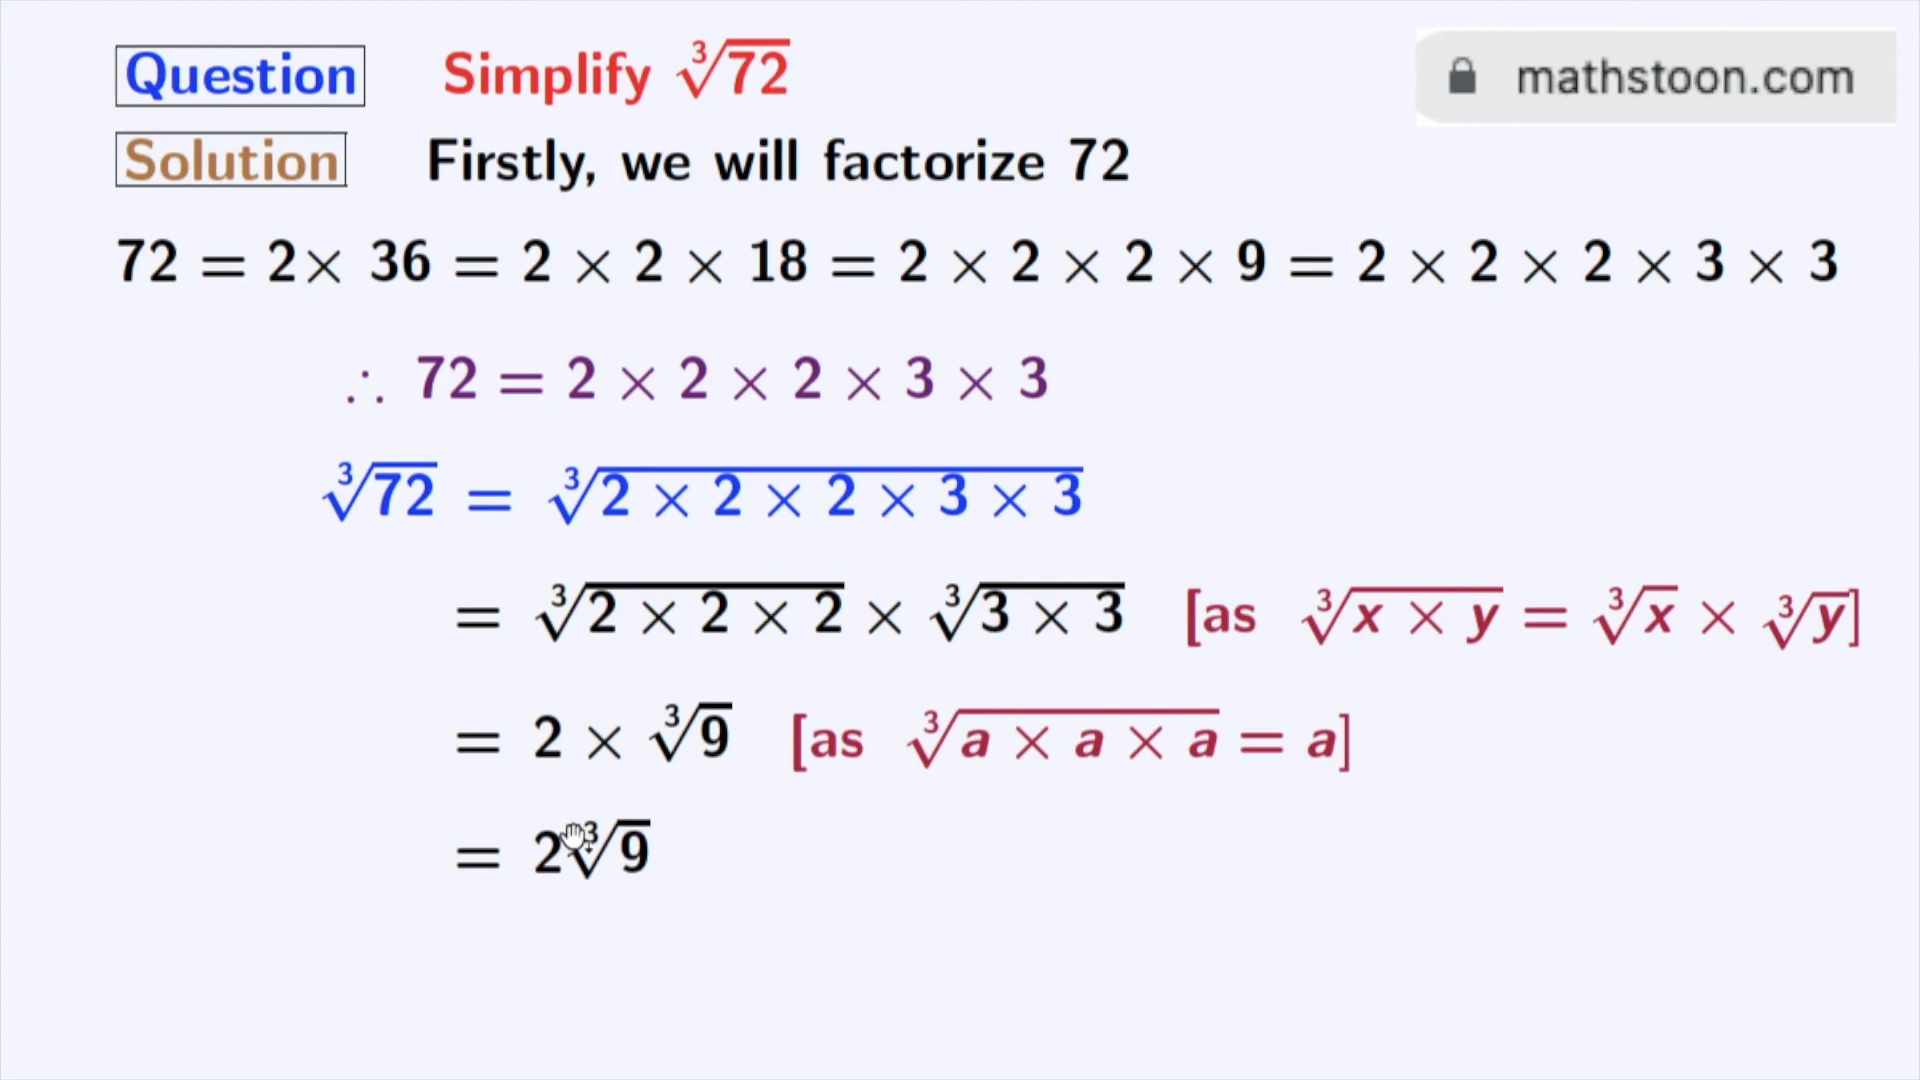 Question Simplify ∛72
mathstoon.com
Solution Firstly, we will factorize 72
72 = 2× 36 = 2 × 2 × 18 = 2 × 2 × 2 × 9 = 2 × 2 × 2 × 3 × 3
∴ 72 = 2 × 2 × 2 × 3 × 3
∛72 = ∛(2 × 2 × 2 × 3 × 3)
= ∛(2 × 2 × 2) × ∛(3 × 3) [as ∛(x × y) = ∛x × ∛y]
= 2 × ∛9 [as ∛(a × a × a) = a]
= 2∛9